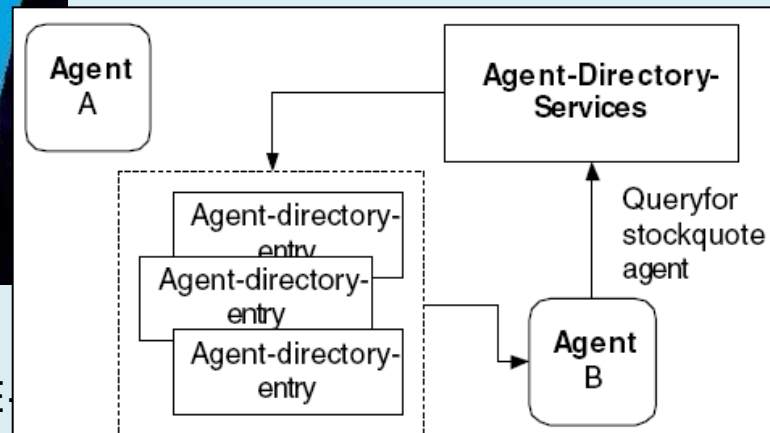 Agent
A
Agent-Directory-
Services
Queryfor
stockquote
agent
Agent-directory-
entry
Agent-directory-
entry
Agent-directory-
entry
Agent
B